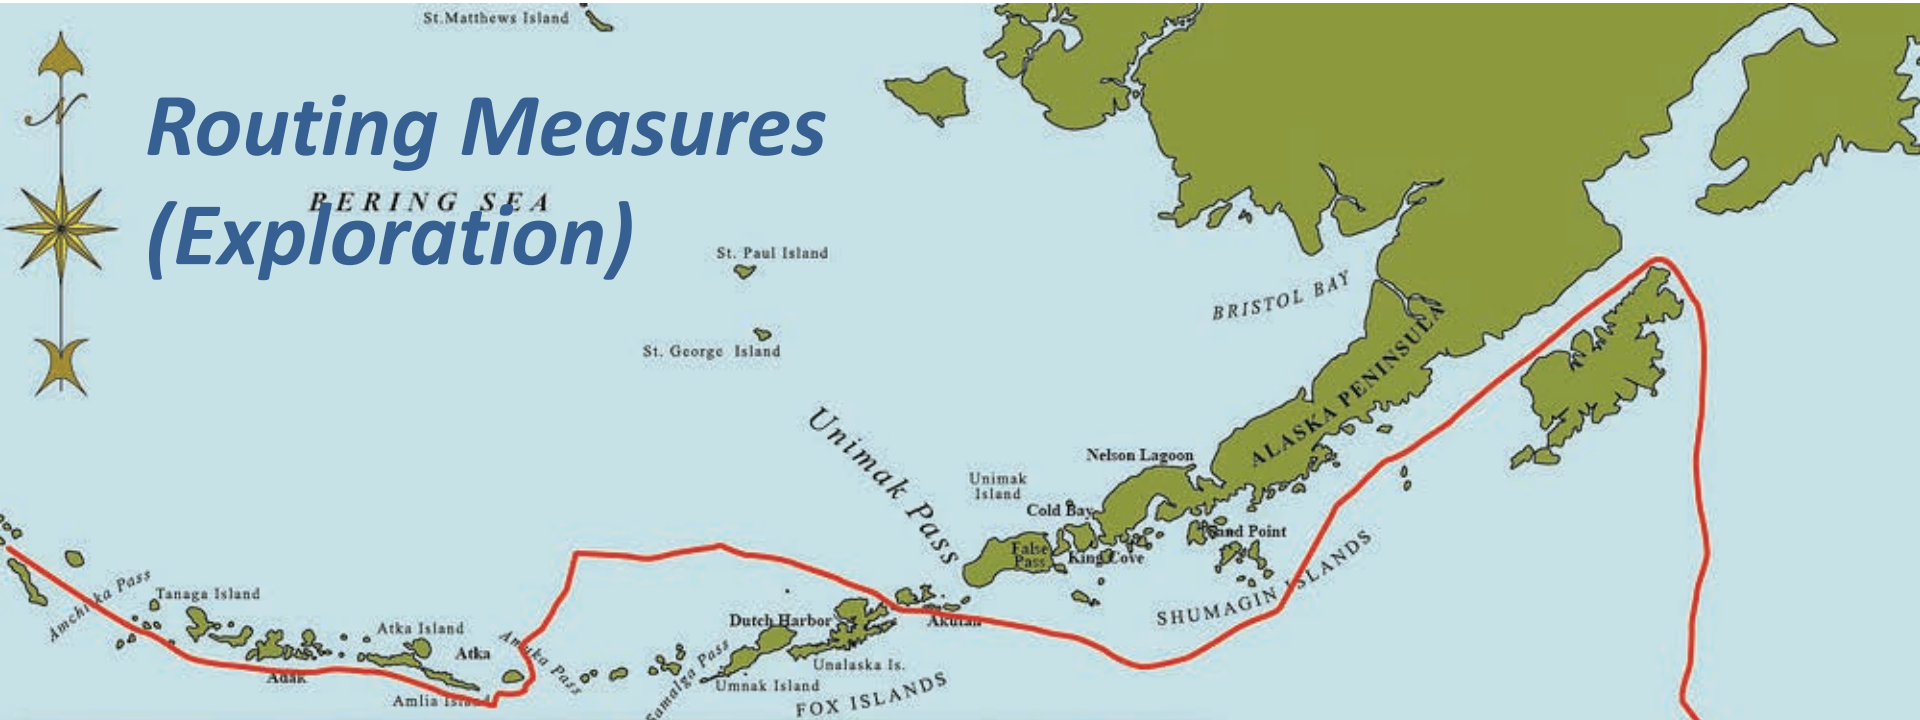 St.Matthews Island
N
Routing Measures
BERING SEA
(Exploration)
St. Paul Island
BRISTOL BAY
St. George Island
ALASKA PENINSULA
Unimak Pass
Nelson Lagoon
Unimak
Island
Cold Bay
Sand Point
False
Pass
King Cove
SHUMAGIN ISLANDS
Amchitka Pass
Tanaga Island
Dutch Harbor
Akutan
Atka Island
Atka
Amukta Pass
Samalga Pass
Unalaska Is.
Adak
Umnak Island
Amlia Island
FOX ISLANDS